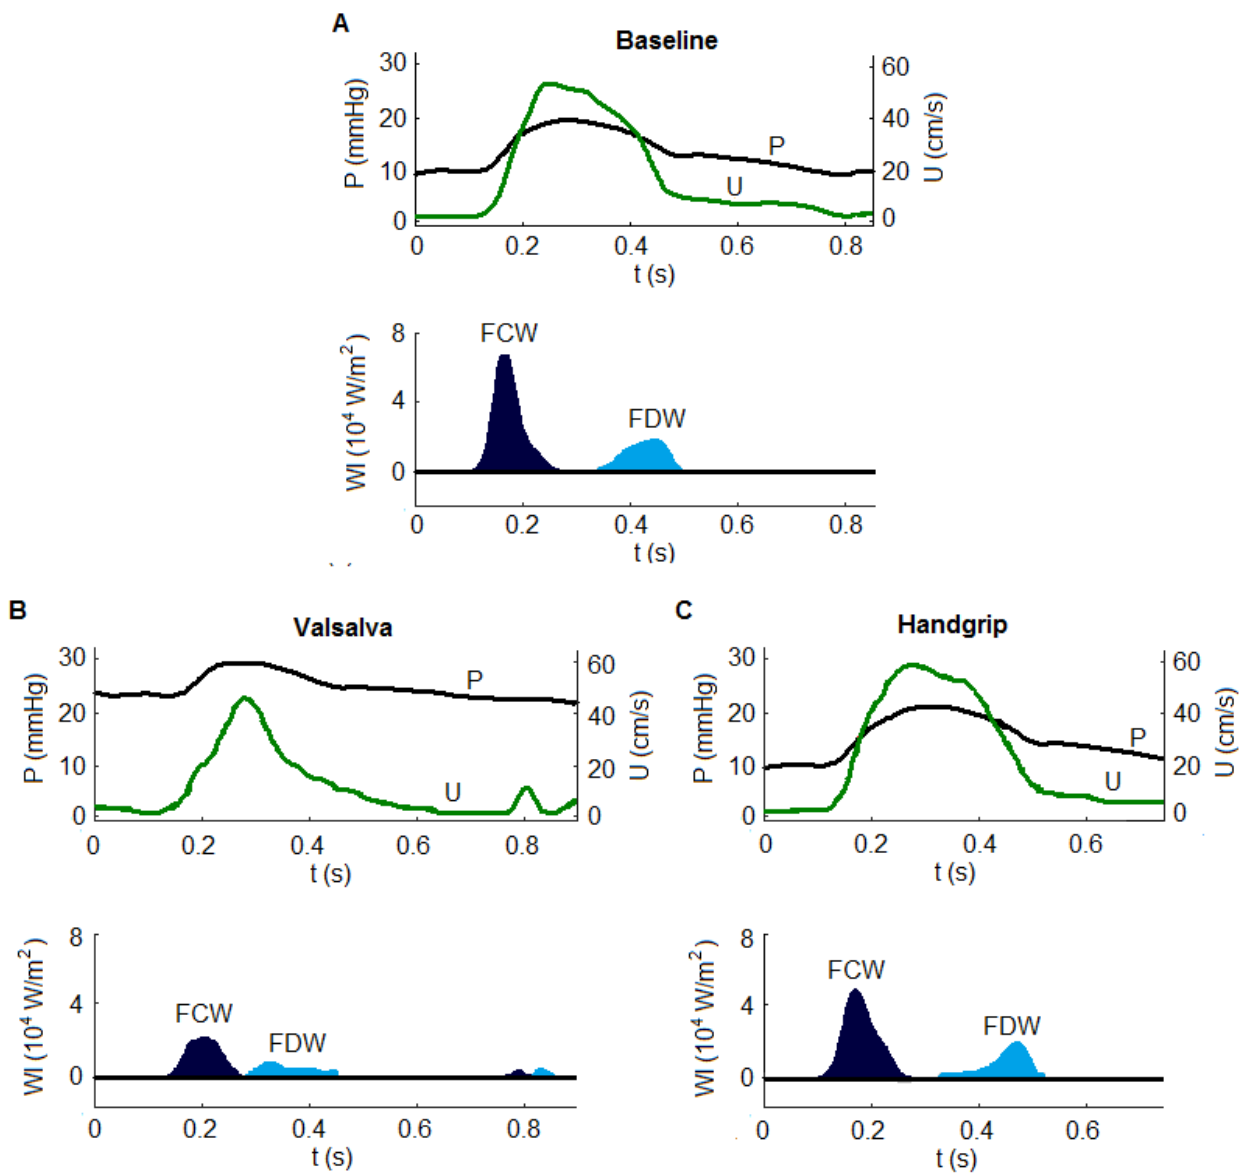 A
Baseline
30
20
10
0
P (mmHg)
60
40
20
0
U (cm/s)
P
U
0 0.2 0.4 0.6 0.8
t (s)
8
4
0
WI (10⁴ W/m²)
FCW
FDW
0 0.2 0.4 0.6 0.8
t (s)
B
Valsalva
30
20
10
0
P (mmHg)
60
40
20
0
U (cm/s)
P
U
0 0.2 0.4 0.6 0.8
t (s)
8
4
0
WI (10⁴ W/m²)
FCW
FDW
0 0.2 0.4 0.6 0.8
t (s)
C
Handgrip
30
20
10
0
P (mmHg)
60
40
20
0
U (cm/s)
P
U
0 0.2 0.4 0.6
t (s)
8
4
0
WI (10⁴ W/m²)
FCW
FDW
0 0.2 0.4 0.6
t (s)